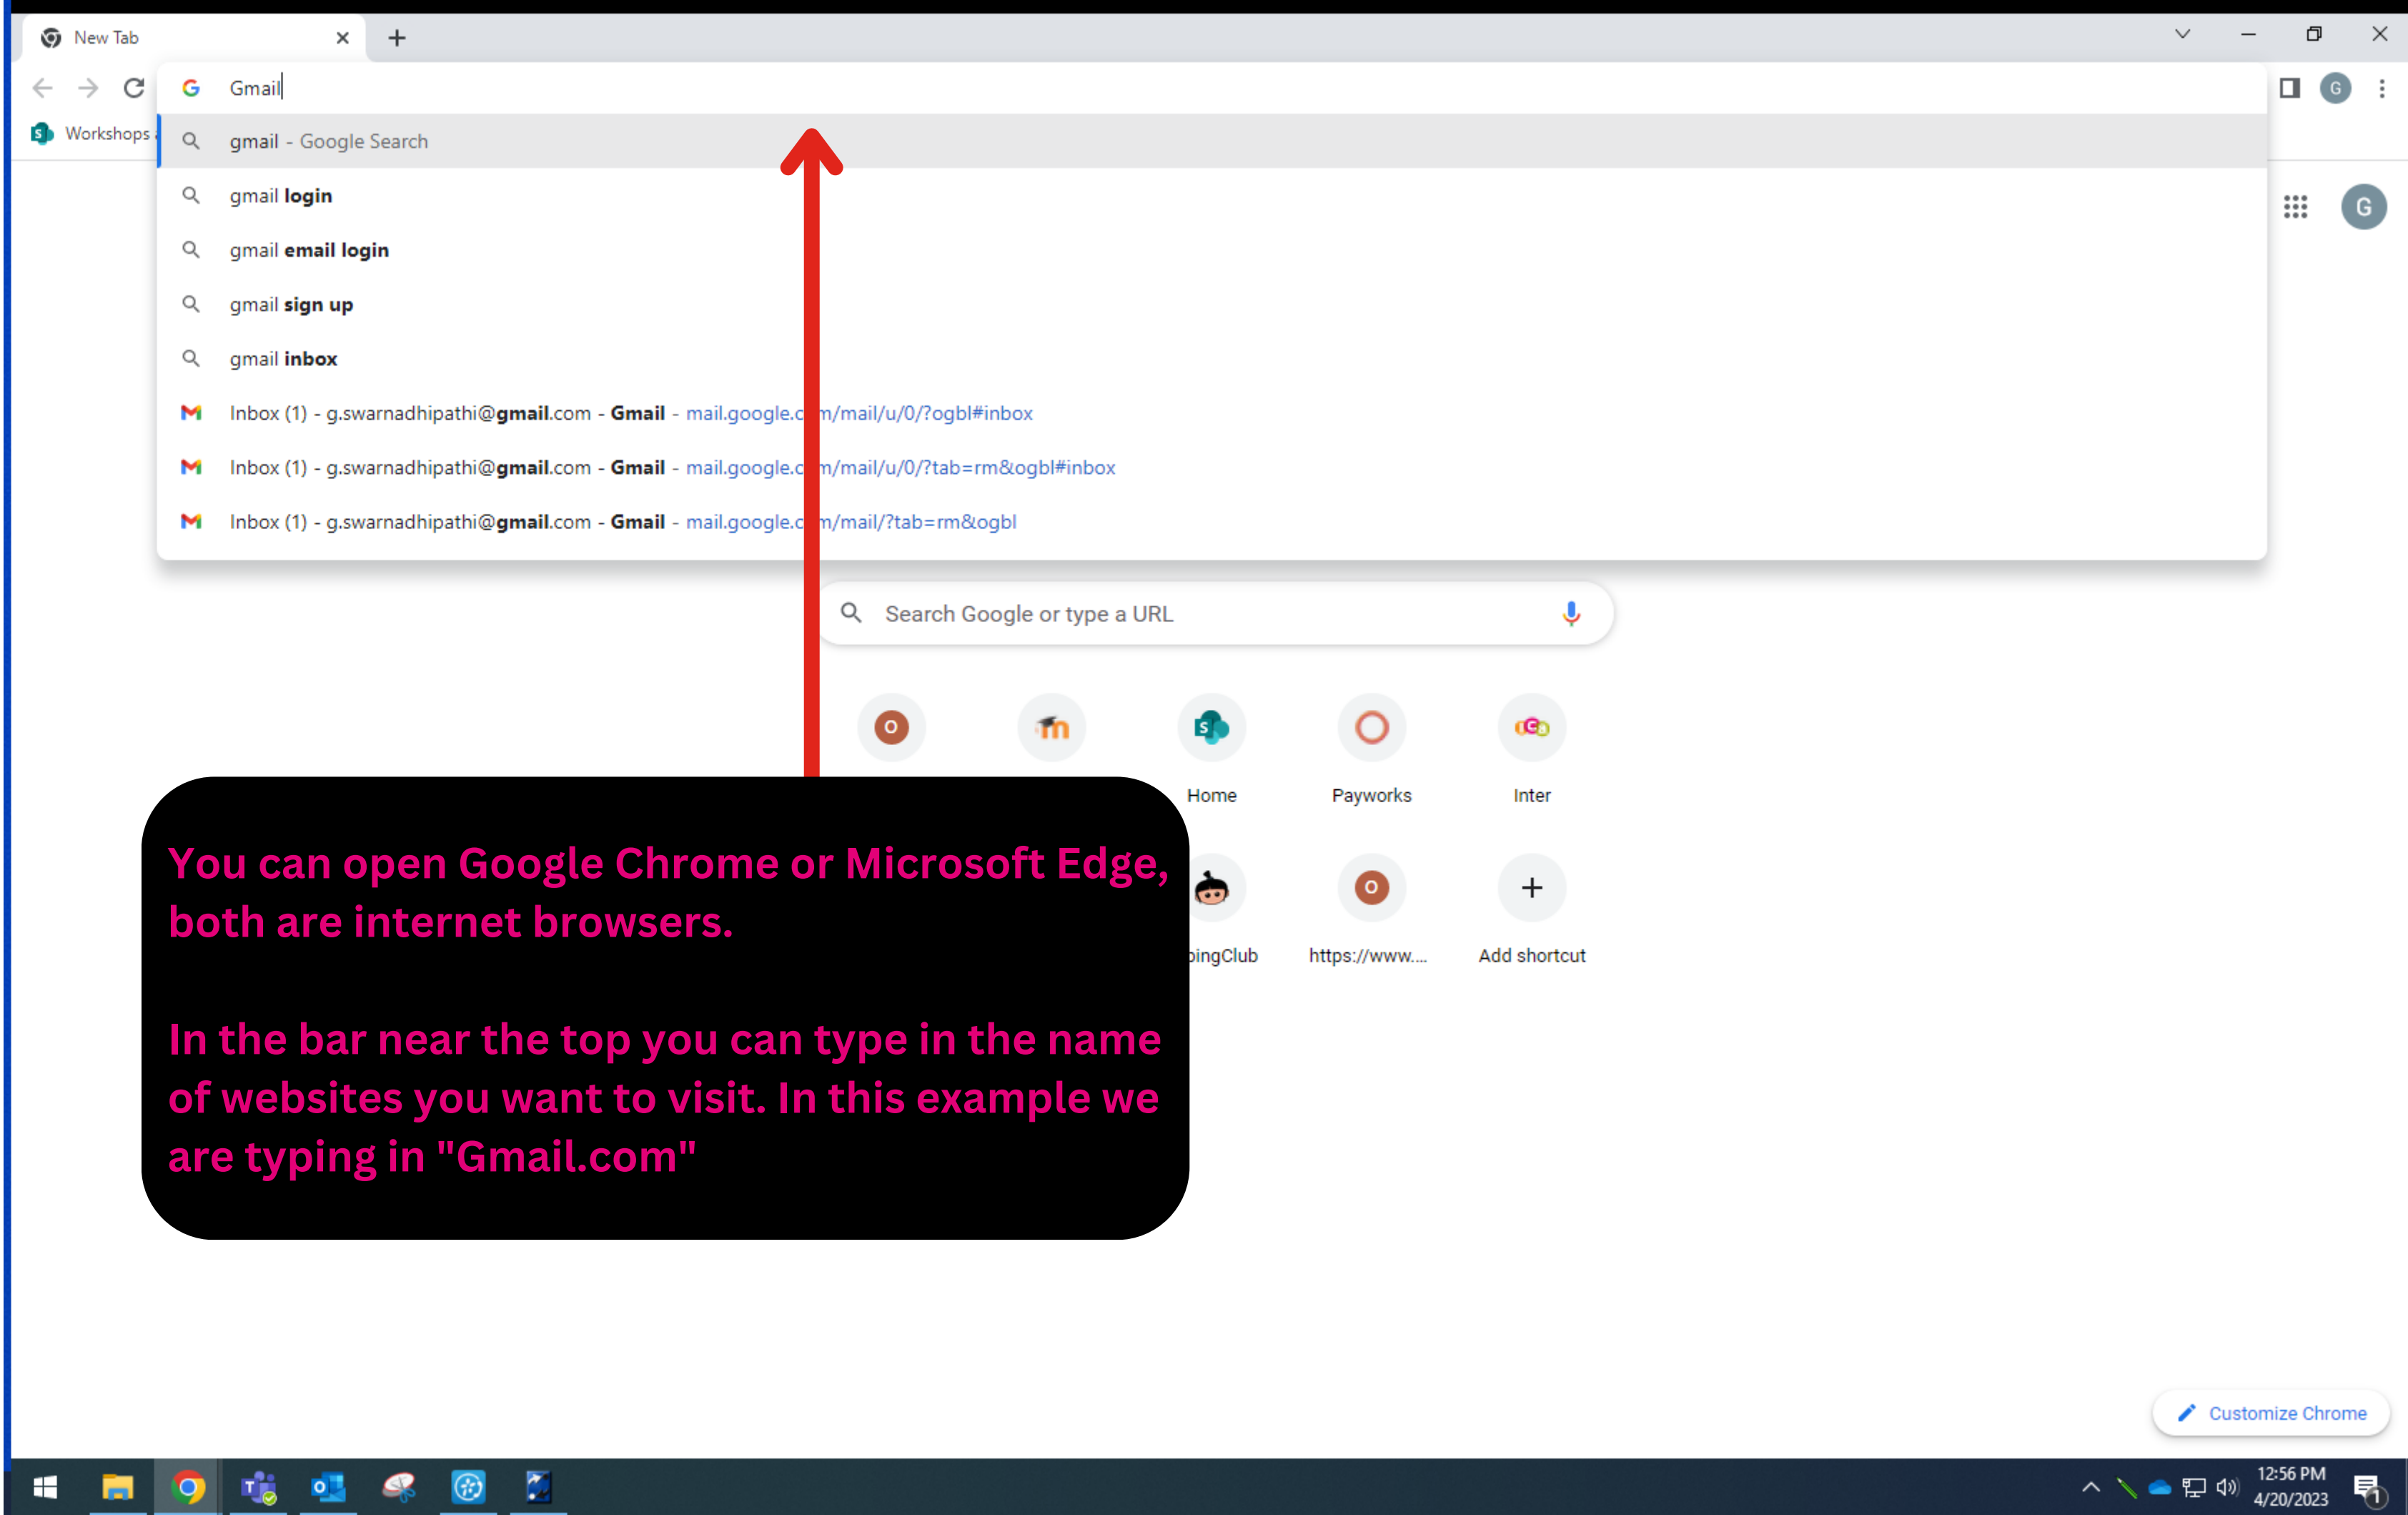 New Tab
Gmail
Workshops
gmail - Google Search
gmail login
gmail email login
gmail sign up
gmail inbox
Inbox (1) - g.swarnadhipathi@gmail.com - Gmail - mail.google.com/mail/u/0/?ogbl#inbox
Inbox (1) - g.swarnadhipathi@gmail.com - Gmail - mail.google.com/mail/u/0/?tab=rm&ogbl#inbox
Inbox (1) - g.swarnadhipathi@gmail.com - Gmail - mail.google.com/mail/?tab=rm&ogbl
Search Google or type a URL
Home Payworks Inter
You can open Google Chrome or Microsoft Edge,
both are internet browsers.
pingClub https://www.... Add shortcut
In the bar near the top you can type in the name
of websites you want to visit. In this example we
are typing in "Gmail.com"
Customize Chrome
12:56 PM
4/20/2023